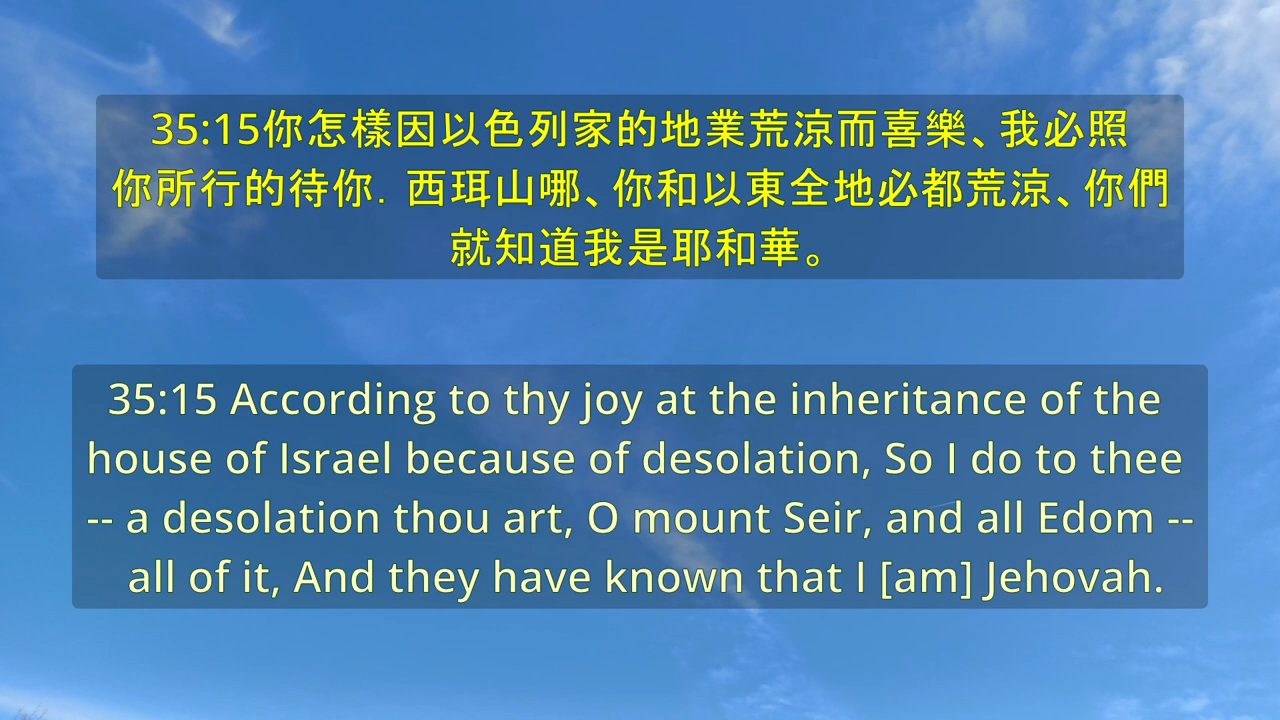 35:15你怎樣因以色列家的地業荒涼而喜樂、我必照
你所行的待你．西珥山哪、你和以東全地必都荒涼、你們
就知道我是耶和華。
35:15 According to thy joy at the inheritance of the
house of Israel because of desolation, So I do to thee
-- a desolation thou art, O mount Seir, and all Edom --
all of it, And they have known that I [am] Jehovah.